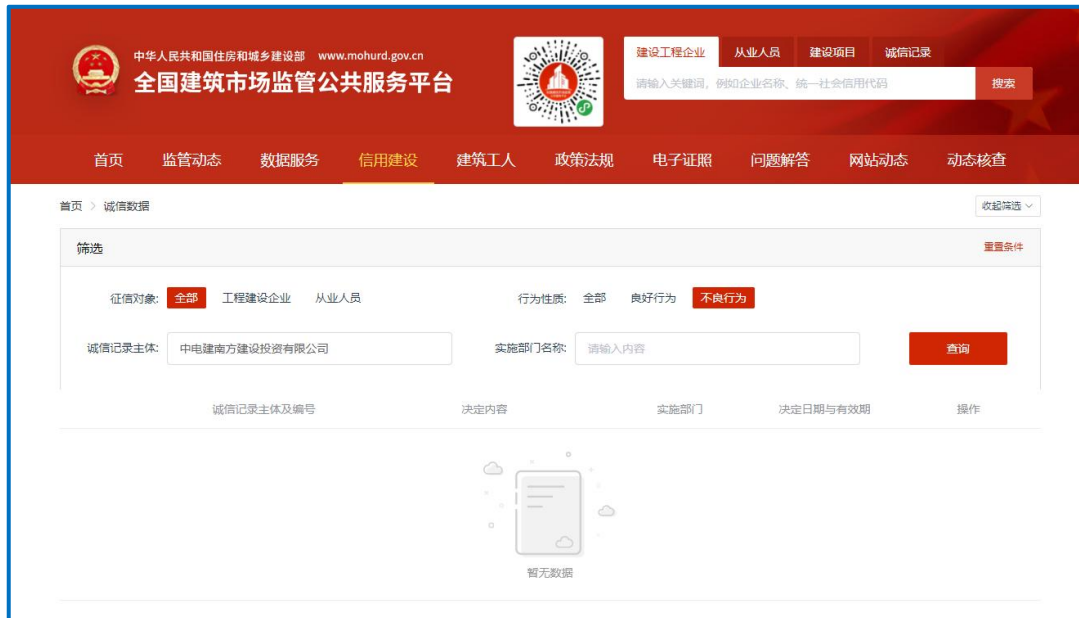 中华人民共和国住房和城乡建设部 www.mohurd.gov.cn
全国建筑市场监管公共服务平台
建设工程企业 从业人员 建设项目 诚信记录
请输入关键词，例如企业名称、统一社会信用代码 搜索
首页 监管动态 数据服务 信用建设 建筑工人 政策法规 电子证照 问题解答 网站动态 动态核查
首页 > 诚信数据 收起筛选
筛选 重置条件
征信对象: 全部 工程建设企业 从业人员 行为性质: 全部 良好行为 不良行为
诚信记录主体: 中电建南方建设投资有限公司 实施部门名称: 请输入内容 查询
诚信记录主体及编号 决定内容 实施部门 决定日期与有效期 操作
暂无数据